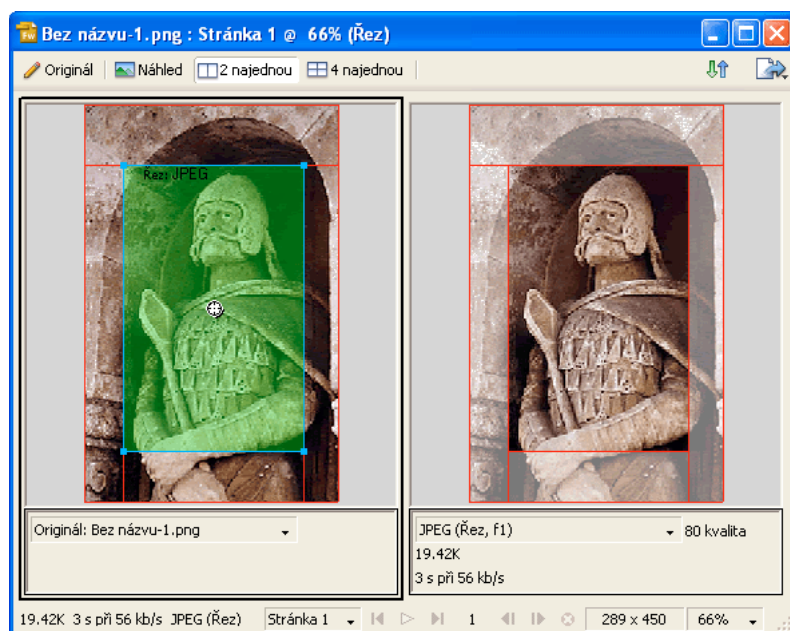 Bez názvu-1.png : Stránka 1 @ 66% (Řez)
Originál Náhled 2 najednou 4 najednou
Řez: JPEG
Originál: Bez názvu-1.png
JPEG (Řez, f1) 80 kvalita
19.42K
3 s při 56 kb/s
19.42K 3 s při 56 kb/s JPEG (Řez) Stránka 1 1 289 x 450 66%